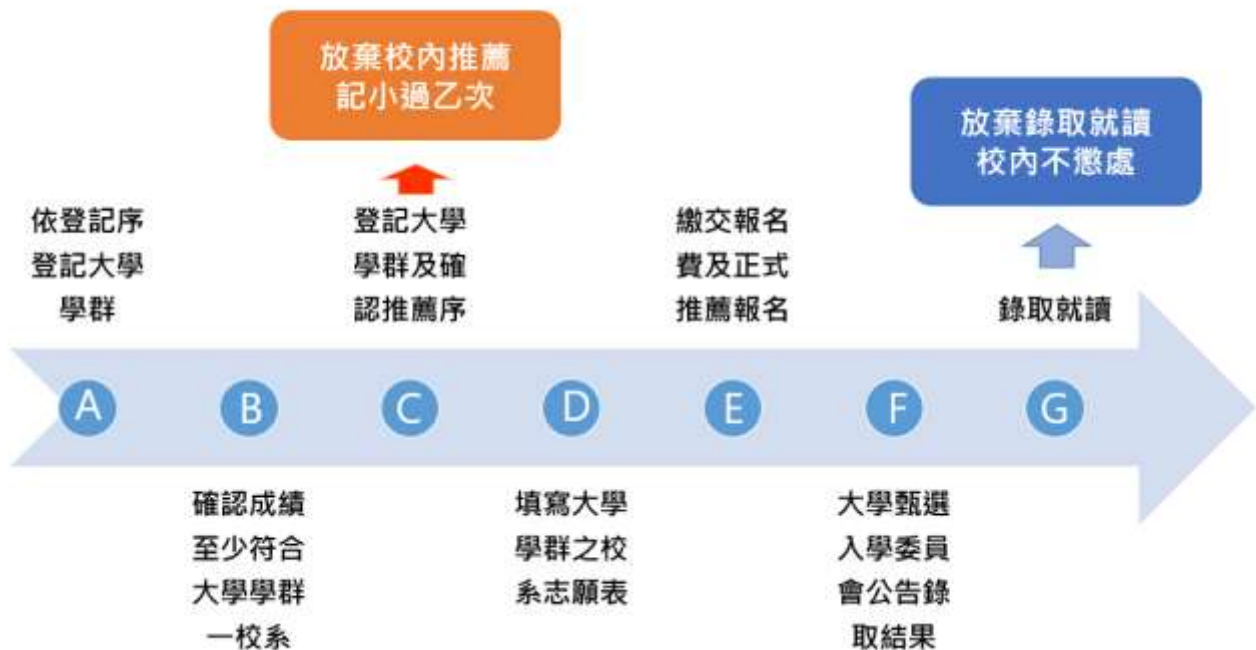 放棄校內推薦
記小過乙次
放棄錄取就讀
校內不懲處
依登記序
登記大學
學群
登記大學
學群及確
認推薦序
繳交報名
費及正式
推薦報名
錄取就讀
A
B
C
D
E
F
G
確認成績
至少符合
大學學群
一校系
填寫大學
學群之校
系志願表
大學甄選
入學委員
會公告錄
取結果